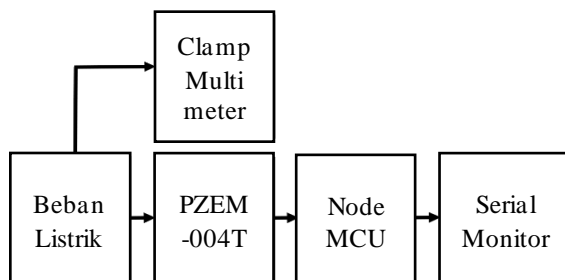 Clamp
Multi
meter
Beban
Listrik
PZEM
-004T
Node
MCU
Serial
Monitor